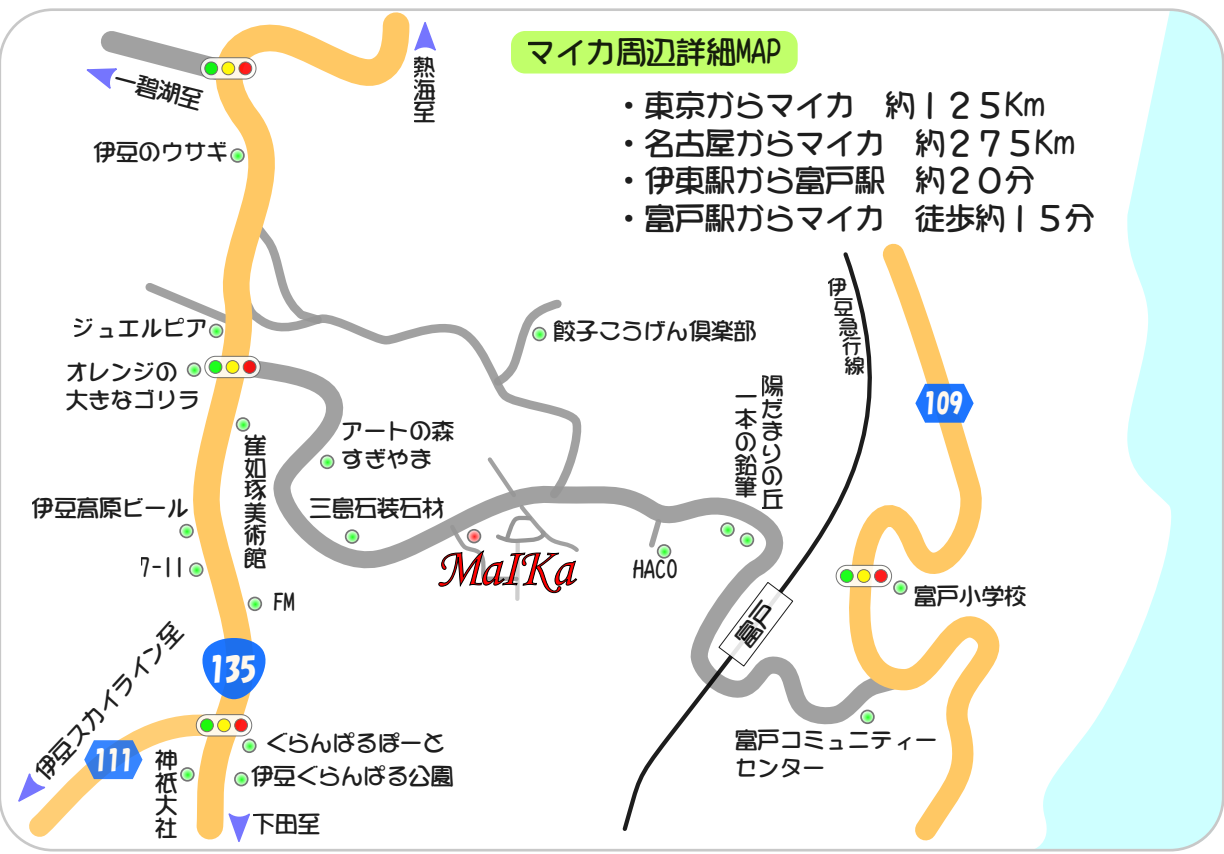 マイカ周辺詳細MAP
・東京からマイカ　約１２５Km
・名古屋からマイカ　約２７５Km
・伊東駅から富戸駅　約２０分
・富戸駅からマイカ　徒歩約１５分
一碧湖至
熱海至
伊豆のウサギ
ジュエルピア
オレンジの
大きなゴリラ
餃子こうげん倶楽部
伊豆急行線
109
陽だまりの丘
一本の鉛筆
アートの森
すぎやま
崔如琢美術館
三島石装石材
伊豆高原ビール
7-11
FM
MaIKa
HACO
富戸
富戸小学校
135
伊豆スカイライン至
111
神祇大社
ぐらんぱるぽーと
伊豆ぐらんぱる公園
下田至
富戸コミュニティー
センター